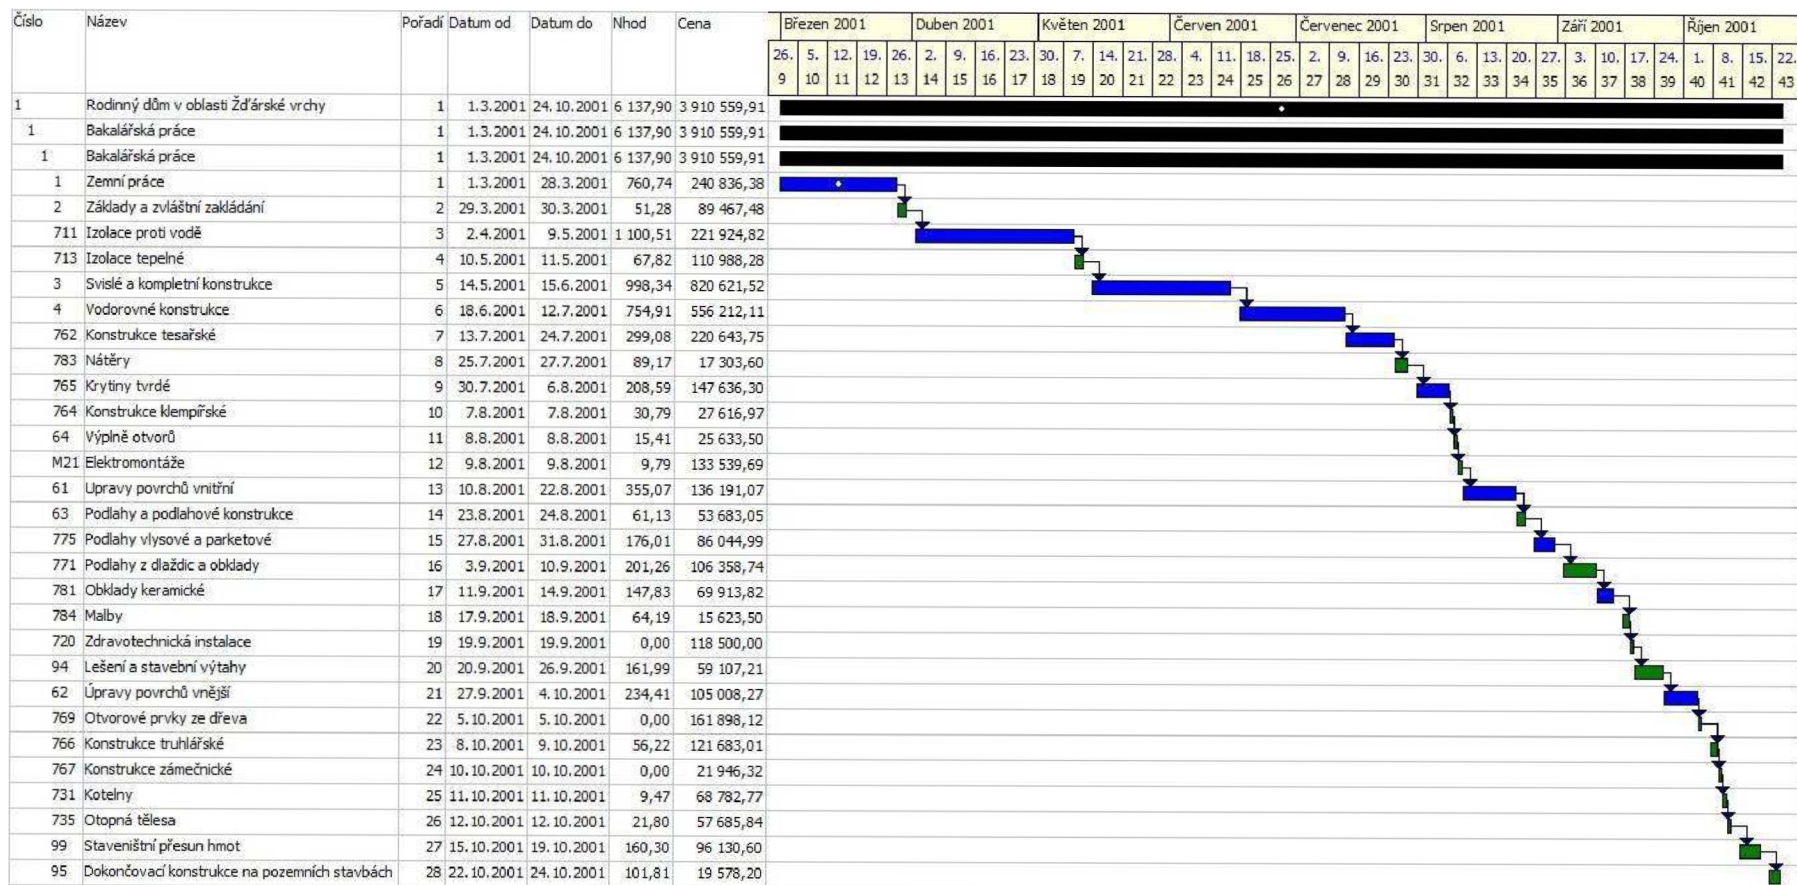 Číslo Název Pořadí Datum od Datum do Nhod Cena Březen 2001 Duben 2001 Květen 2001 Červen 2001 Červenec 2001 Srpen 2001 Září 2001 Říjen 2001
26. 5. 12. 19. 26. 2. 9. 16. 23. 30. 7. 14. 21. 28. 4. 11. 18. 25. 2. 9. 16. 23. 30. 6. 13. 20. 27. 3. 10. 17. 24. 1. 8. 15. 22.
9 10 11 12 13 14 15 16 17 18 19 20 21 22 23 24 25 26 27 28 29 30 31 32 33 34 35 36 37 38 39 40 41 42 43
1 Rodinný dům v oblasti Žďárské vrchy 1 1.3.2001 24.10.2001 6 137,90 3 910 559,91
1 Bakalářská práce 1 1.3.2001 24.10.2001 6 137,90 3 910 559,91
1 Bakalářská práce 1 1.3.2001 24.10.2001 6 137,90 3 910 559,91
1 Zemní práce 1 1.3.2001 28.3.2001 760,74 240 836,38
2 Základy a zvláštní zakládání 2 29.3.2001 30.3.2001 51,28 89 467,48
711 Izolace proti vodě 3 2.4.2001 9.5.2001 1 100,51 221 924,82
713 Izolace tepelné 4 10.5.2001 11.5.2001 67,82 110 988,28
3 Svislé a kompletní konstrukce 5 14.5.2001 15.6.2001 998,34 820 621,52
4 Vodorovné konstrukce 6 18.6.2001 12.7.2001 754,91 556 212,11
762 Konstrukce tesařské 7 13.7.2001 24.7.2001 299,08 220 643,75
783 Nátěry 8 25.7.2001 27.7.2001 89,17 17 303,60
765 Krytiny tvrdé 9 30.7.2001 6.8.2001 208,59 147 636,30
764 Konstrukce klempířské 10 7.8.2001 7.8.2001 30,79 27 616,97
64 Výplně otvorů 11 8.8.2001 8.8.2001 15,41 25 633,50
M21 Elektromontáže 12 9.8.2001 9.8.2001 9,79 133 539,69
61 Upravy povrchů vnitřní 13 10.8.2001 22.8.2001 355,07 136 191,07
63 Podlahy a podlahové konstrukce 14 23.8.2001 24.8.2001 61,13 53 683,05
775 Podlahy vlysové a parketové 15 27.8.2001 31.8.2001 176,01 86 044,99
771 Podlahy z dlaždic a obklady 16 3.9.2001 10.9.2001 201,26 106 358,74
781 Obklady keramické 17 11.9.2001 14.9.2001 147,83 69 913,82
784 Malby 18 17.9.2001 18.9.2001 64,19 15 623,50
720 Zdravotechnická instalace 19 19.9.2001 19.9.2001 0,00 118 500,00
94 Lešení a stavební výtahy 20 20.9.2001 26.9.2001 161,99 59 107,21
62 Úpravy povrchů vnější 21 27.9.2001 4.10.2001 234,41 105 008,27
769 Otvorové prvky ze dřeva 22 5.10.2001 5.10.2001 0,00 161 898,12
766 Konstrukce truhlářské 23 8.10.2001 9.10.2001 56,22 121 683,01
767 Konstrukce zámečnické 24 10.10.2001 10.10.2001 0,00 21 946,32
731 Kotelny 25 11.10.2001 11.10.2001 9,47 68 782,77
735 Otopná tělesa 26 12.10.2001 12.10.2001 21,80 57 685,84
99 Staveništní přesun hmot 27 15.10.2001 19.10.2001 160,30 96 130,60
95 Dokončovací konstrukce na pozemních stavbách 28 22.10.2001 24.10.2001 101,81 19 578,20